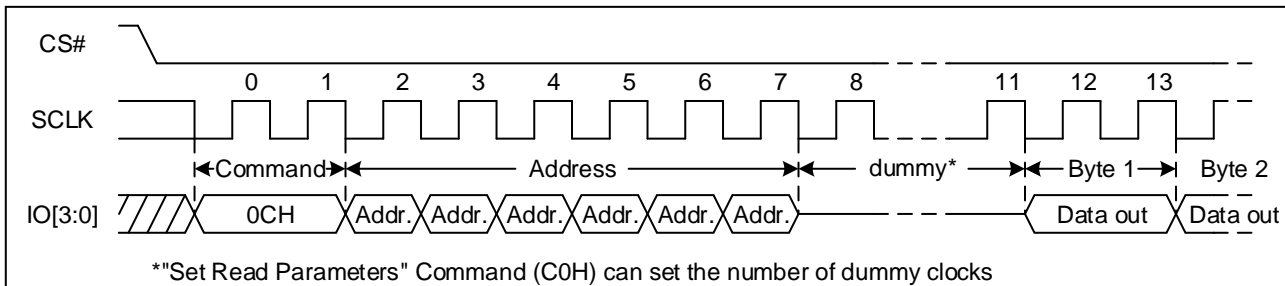 CS#
0 1 2 3 4 5 6 7 8 11 12 13
SCLK
Command Address dummy* Byte 1 Byte 2
IO[3:0] 0CH Addr. Addr. Addr. Addr. Addr. Addr. Data out Data out
*"Set Read Parameters" Command (C0H) can set the number of dummy clocks